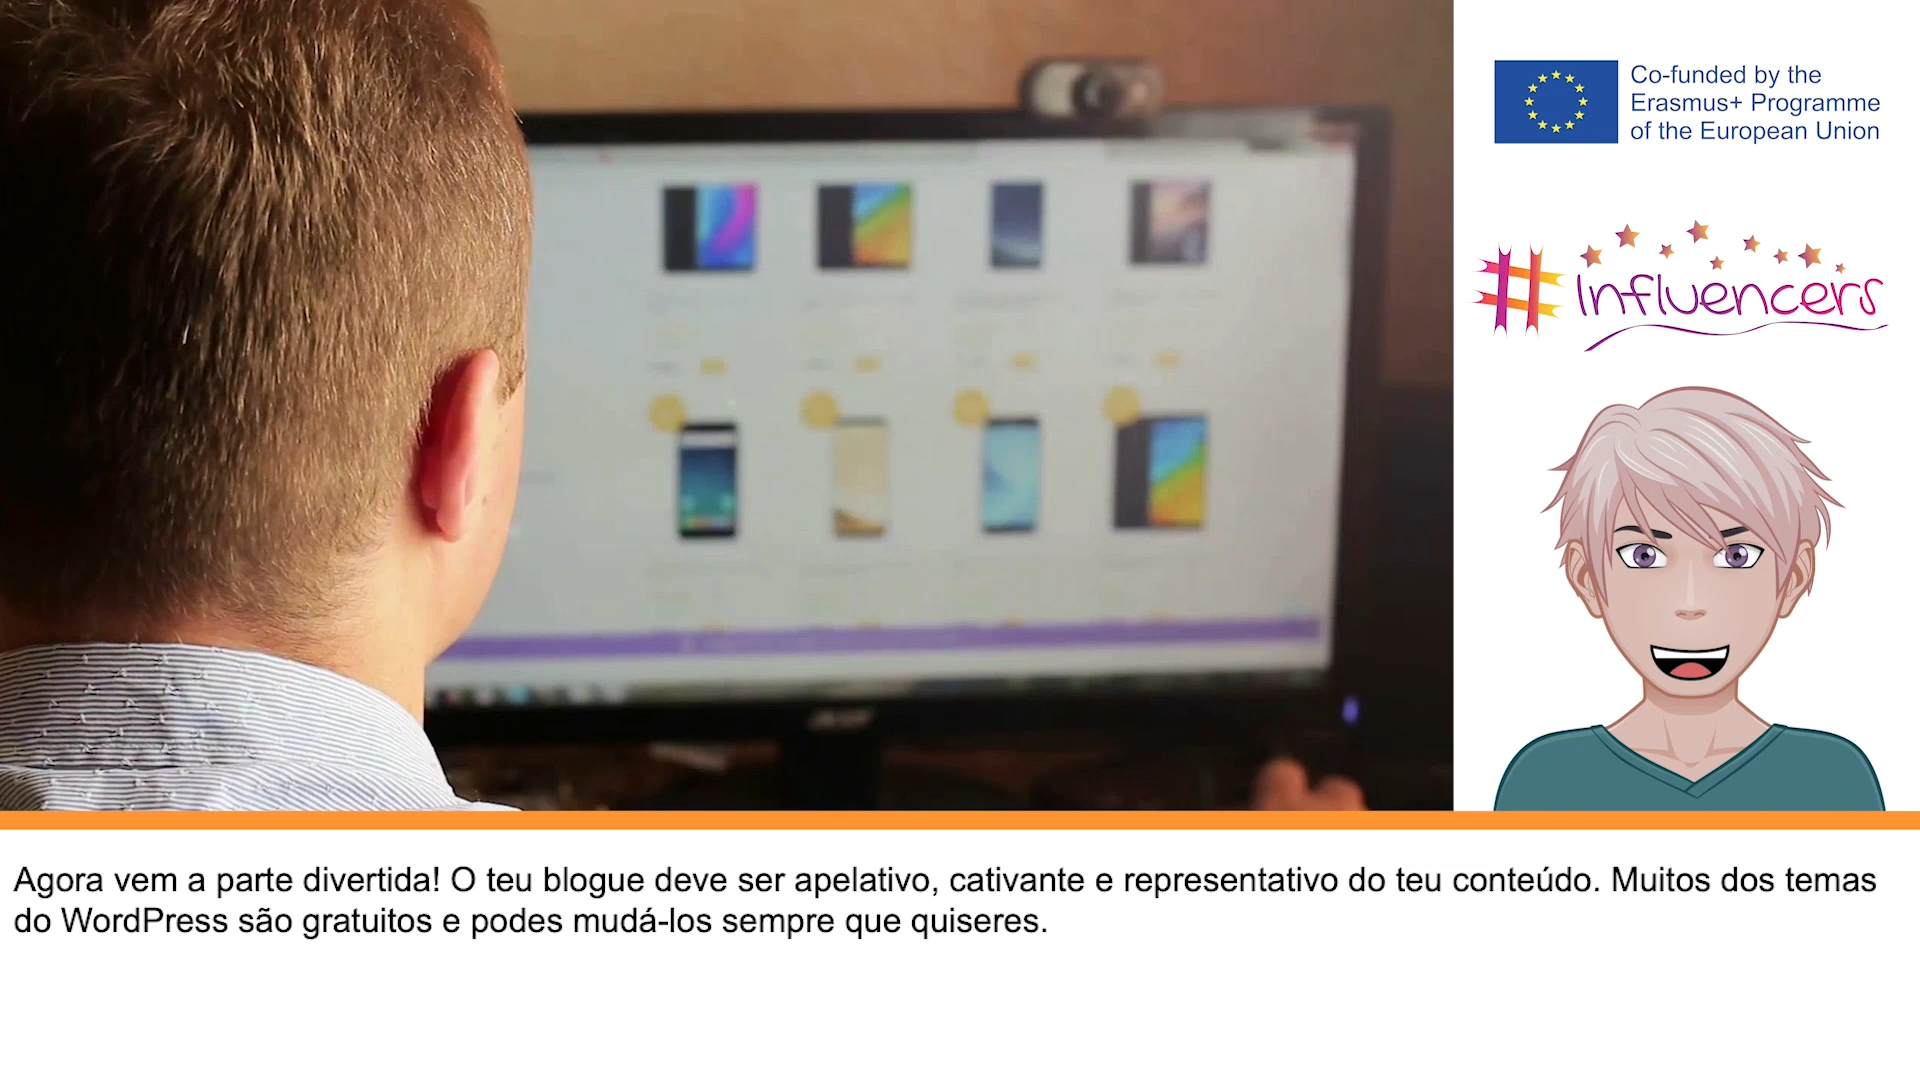 Co-funded by the
Erasmus+ Programme
of the European Union
#Influencers
acer
Agora vem a parte divertida! O teu blogue deve ser apelativo, cativante e representativo do teu conteúdo. Muitos dos temas
do WordPress são gratuitos e podes mudá-los sempre que quiseres.